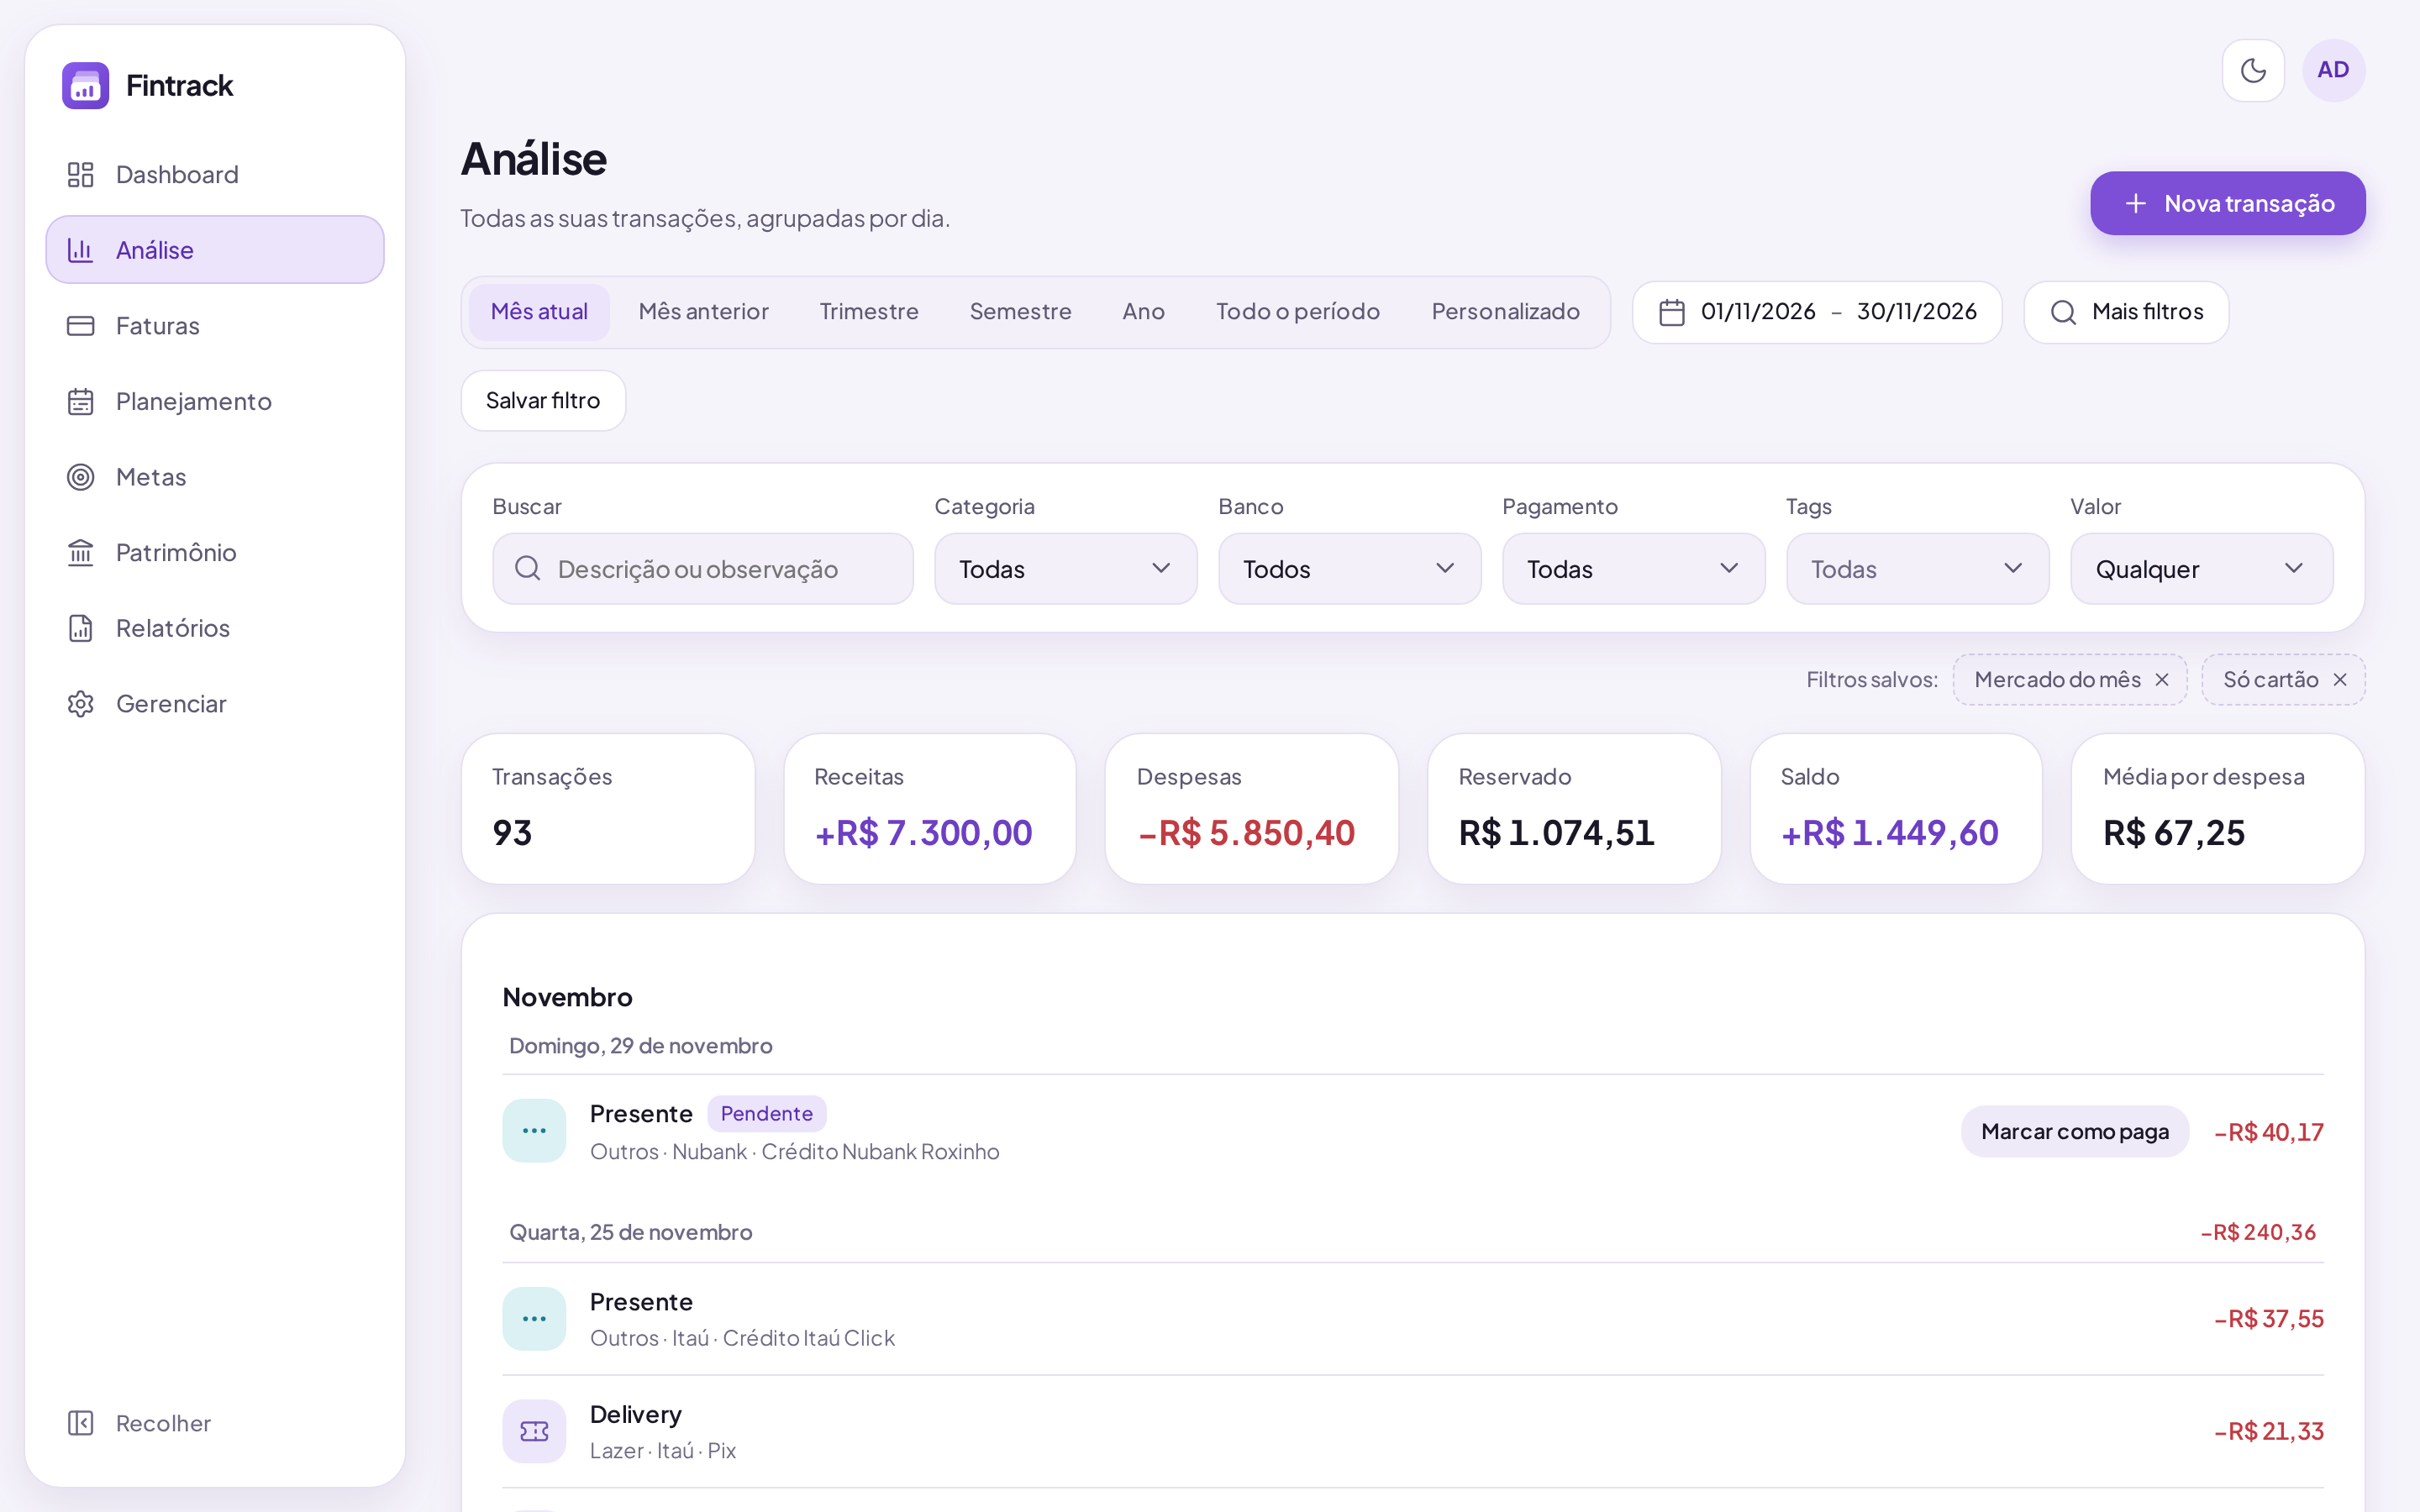 Fintrack
Dashboard
Análise
Faturas
Planejamento
Metas
Patrimônio
Relatórios
Gerenciar
Recolher
AD
Análise
Todas as suas transações, agrupadas por dia.
Nova transação
Mês atual Mês anterior Trimestre Semestre Ano Todo o período Personalizado 01/11/2026 – 30/11/2026 Mais filtros
Salvar filtro
Buscar Categoria Banco Pagamento Tags Valor
Descrição ou observação Todas Todos Todas Todas Qualquer
Filtros salvos: Mercado do mês Só cartão
Transações Receitas Despesas Reservado Saldo Média por despesa
93 +R$ 7.300,00 −R$ 5.850,40 R$ 1.074,51 +R$ 1.449,60 R$ 67,25
Novembro
Domingo, 29 de novembro
Presente Pendente
Outros · Nubank · Crédito Nubank Roxinho
Marcar como paga −R$ 40,17
Quarta, 25 de novembro −R$ 240,36
Presente
Outros · Itaú · Crédito Itaú Click
−R$ 37,55
Delivery
Lazer · Itaú · Pix
−R$ 21,33